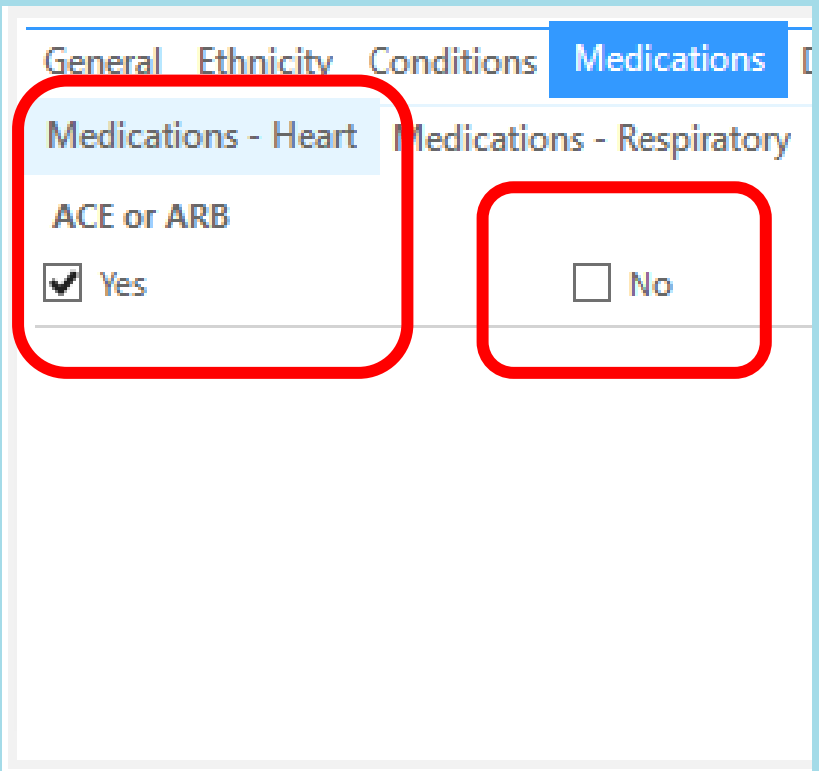 General Ethnicity Conditions Medications
Medications - Heart Medications - Respiratory
ACE or ARB
Yes No